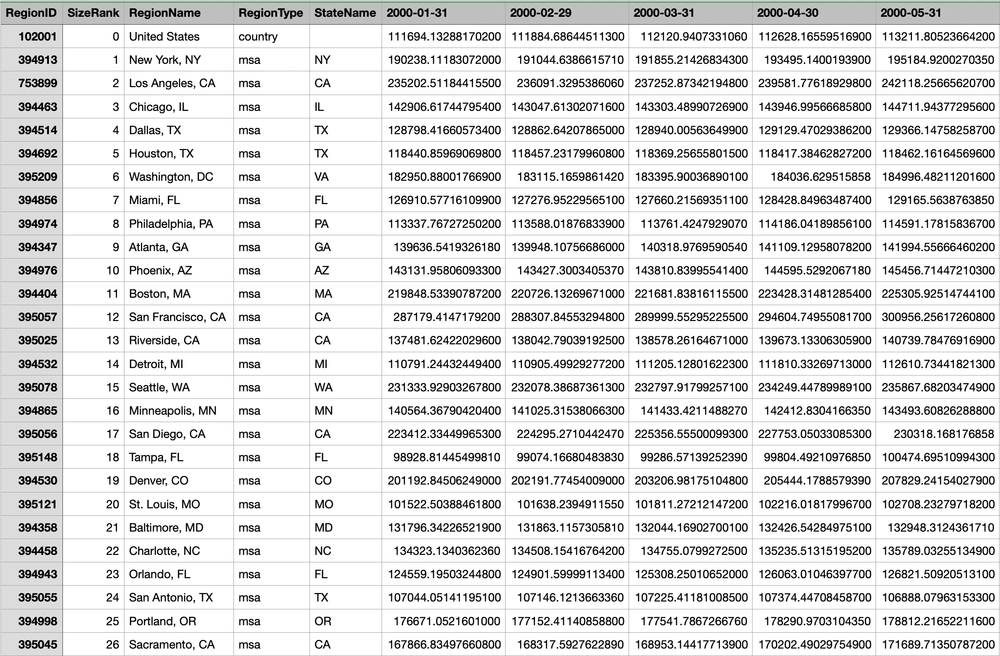 RegionID SizeRank RegionName RegionType StateName 2000-01-31 2000-02-29 2000-03-31 2000-04-30 2000-05-31
102001 0 United States country 111694.13288170200 111884.68644511300 112120.9407331060 112628.16559516900 113211.80523664200
394913 1 New York, NY msa NY 190238.11183072000 191044.6386615710 191855.21426834300 193495.1400193900 195184.9200270350
753899 2 Los Angeles, CA msa CA 235202.51184415500 236091.3295386060 237252.87342194800 239581.77618929800 242118.25665620700
394463 3 Chicago, IL msa IL 142906.61744795400 143047.61302071600 143303.48990726900 143946.99566685800 144711.94377295600
394514 4 Dallas, TX msa TX 128798.41660573400 128862.64207865000 128940.00563649900 129129.47029386200 129366.14758258700
394692 5 Houston, TX msa TX 118440.85969069800 118457.23179960800 118369.25655801500 118417.38462827200 118462.16164569600
395209 6 Washington, DC msa VA 182950.88001766900 183115.1659861420 183395.90036890100 184036.629515858 184996.48211201600
394856 7 Miami, FL msa FL 126910.57716109900 127276.95229565100 127660.21569351100 128428.84963487400 129165.5638763850
394974 8 Philadelphia, PA msa PA 113337.76727250200 113588.01876833900 113761.4247929070 114186.04189856100 114591.17815836700
394347 9 Atlanta, GA msa GA 139636.5419326180 139948.10756686000 140318.9769590540 141109.12958078200 141994.55666460200
394976 10 Phoenix, AZ msa AZ 143131.95806093300 143427.3003405370 143810.83995541400 144595.5292067180 145456.71447210300
394404 11 Boston, MA msa MA 219848.53390787200 220726.13269671000 221681.83816115500 223428.31481285400 225305.92514744100
395057 12 San Francisco, CA msa CA 287179.4147179200 288307.84553294800 289999.55295225500 294604.74955081700 300956.25617260800
395025 13 Riverside, CA msa CA 137481.62422029600 138042.79039192500 138578.26164671000 139673.13306305900 140739.78476916900
394532 14 Detroit, MI msa MI 110791.24432449400 110905.49929277200 111205.12801622300 111810.33269713000 112610.73441821300
395078 15 Seattle, WA msa WA 231333.92903267800 232078.38687361300 232797.91799257100 234249.44789989100 235867.68203474900
394865 16 Minneapolis, MN msa MN 140564.36790420400 141025.31538066300 141433.4211488270 142412.8304166350 143493.60826288800
395056 17 San Diego, CA msa CA 223412.33449965300 224295.2710442470 225356.55500099300 227753.05033085300 230318.168176858
395148 18 Tampa, FL msa FL 98928.81445499810 99074.16680483830 99286.57139252390 99804.49210976850 100474.69510994300
394530 19 Denver, CO msa CO 201192.84506249000 202191.77454009000 203206.98175104800 205444.1788579390 207829.24154027900
395121 20 St. Louis, MO msa MO 101522.50388461800 101638.2394911550 101811.27212147200 102216.01817996700 102708.23279718200
394358 21 Baltimore, MD msa MD 131796.34226521900 131863.1157305810 132044.16902700100 132426.54284975100 132948.3124361710
394458 22 Charlotte, NC msa NC 134323.1340362360 134508.15416764200 134755.0799272500 135235.51315195200 135789.03255134900
394943 23 Orlando, FL msa FL 124559.19503244800 124901.59999113400 125308.25010652000 126063.01046397700 126821.50920513100
395055 24 San Antonio, TX msa TX 107044.05141195100 107146.1213663360 107225.41181008500 107374.44708458700 106888.07963153300
394998 25 Portland, OR msa OR 176671.0521601000 177152.41140858800 177541.7867266760 178290.9703104350 178812.21652211600
395045 26 Sacramento, CA msa CA 167866.83497660800 168317.5927622890 168953.14417713900 170202.49029754900 171689.71350787200